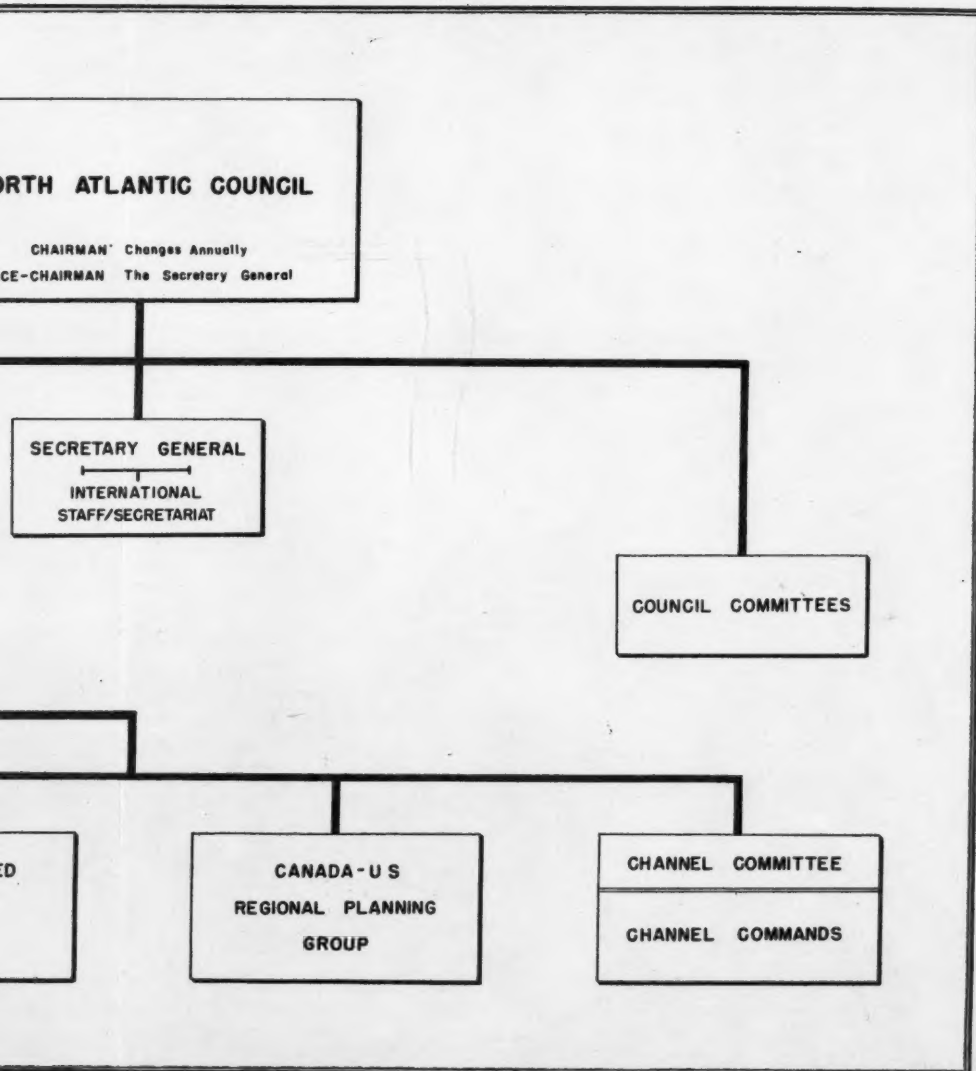 ORTH ATLANTIC COUNCIL
CHAIRMAN Changes Annually
CE-CHAIRMAN The Secretary General
SECRETARY GENERAL
INTERNATIONAL
STAFF/SECRETARIAT
COUNCIL COMMITTEES
ED
CANADA-US
REGIONAL PLANNING
GROUP
CHANNEL COMMITTEE
CHANNEL COMMANDS